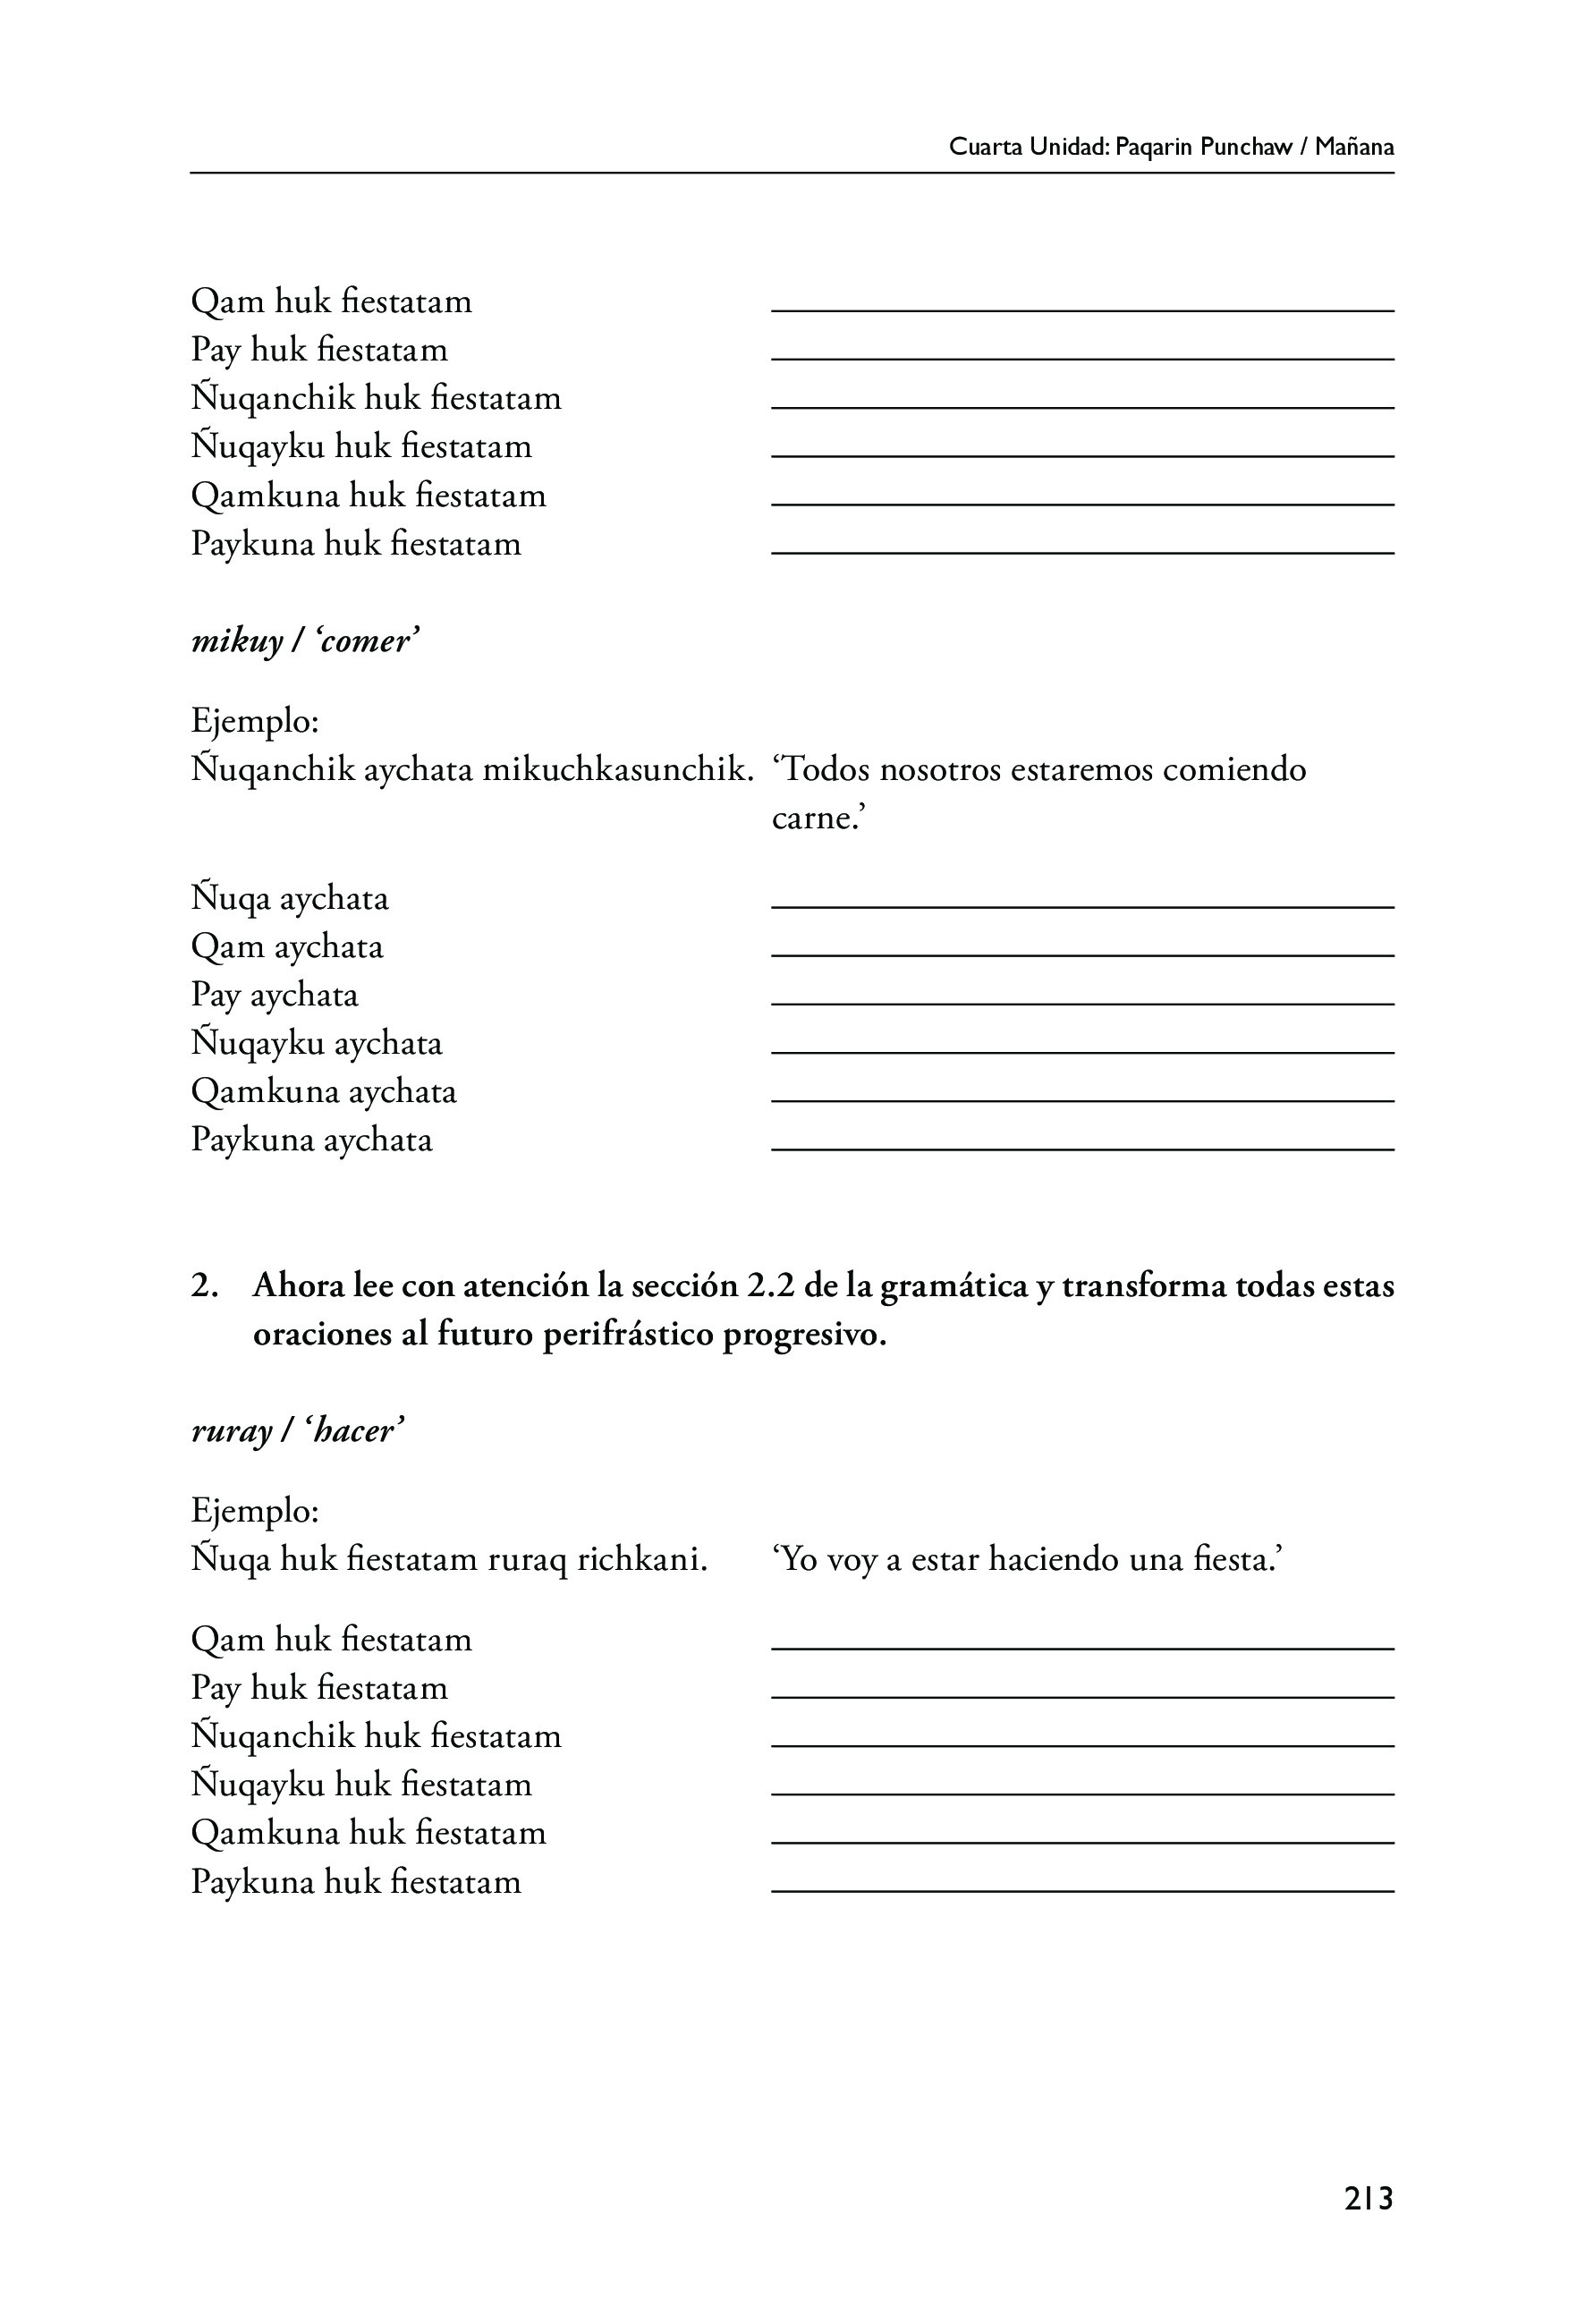 Cuarta Unidad: Paqarin Punchaw / Mañana
Qam huk fiestatam
Pay huk fiestatam
Ñuqanchik huk fiestatam
Ñuqayku huk fiestatam
Qamkuna huk fiestatam
Paykuna huk fiestatam
mikuy / ‘comer’
Ejemplo:
Ñuqanchik aychata mikuchkasunchik. ‘Todos nosotros estaremos comiendo
carne.’
Ñuqa aychata
Qam aychata
Pay aychata
Ñuqayku aychata
Qamkuna aychata
Paykuna aychata
2. Ahora lee con atención la sección 2.2 de la gramática y transforma todas estas
oraciones al futuro perifrástico progresivo.
ruray / ‘hacer’
Ejemplo:
Ñuqa huk fiestatam ruraq richkani. ‘Yo voy a estar haciendo una fiesta.’
Qam huk fiestatam
Pay huk fiestatam
Ñuqanchik huk fiestatam
Ñuqayku huk fiestatam
Qamkuna huk fiestatam
Paykuna huk fiestatam
213